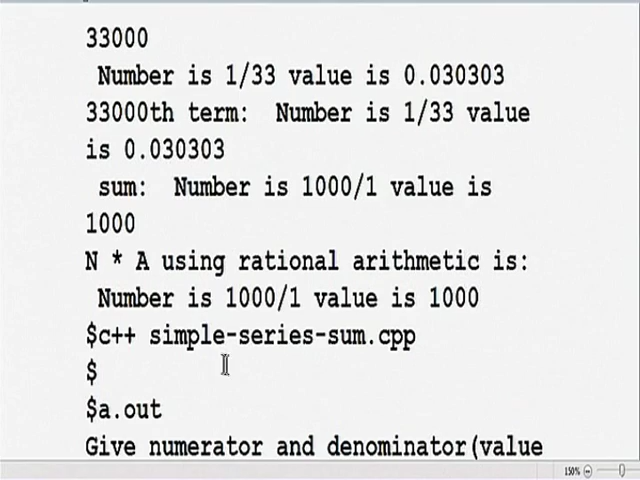 33000
Number is 1/33 value is 0.030303
33000th term:  Number is 1/33 value
is 0.030303
sum:  Number is 1000/1 value is
1000
N * A using rational arithmetic is:
Number is 1000/1 value is 1000
$c++ simple-series-sum.cpp
$
$a.out
Give numerator and denominator(value
150%